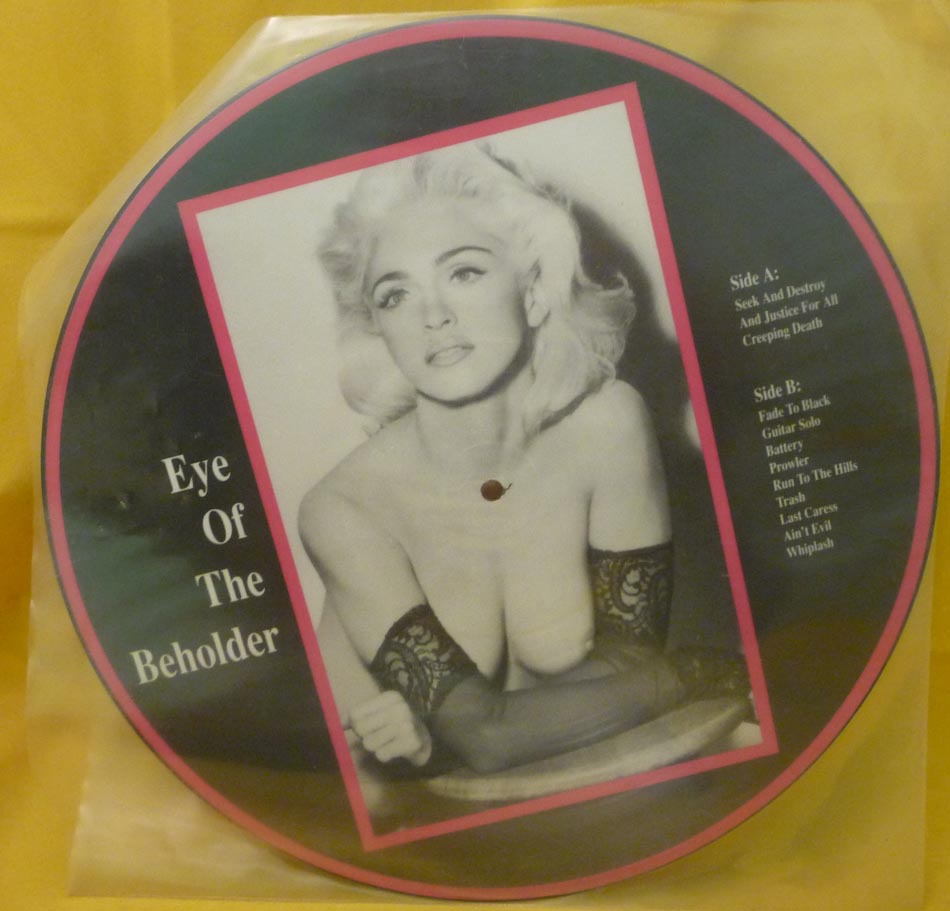 Eye
Of
The
Beholder
Side A:
Seek And Destroy
And Justice For All
Creeping Death
Side B:
Fade To Black
Guitar Solo
Battery
Prowler
Run To The Hills
Trash
Last Caress
Ain't Evil
Whiplash